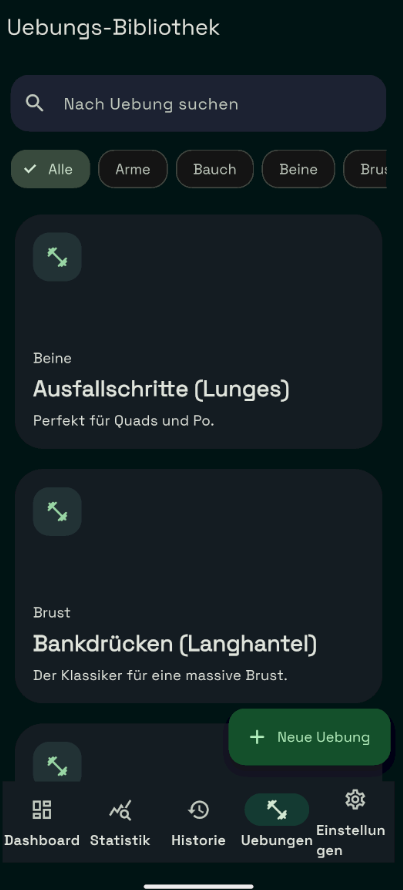 Uebungs-Bibliothek
Nach Uebung suchen
Alle Arme Bauch Beine Brus
Beine
Ausfallschritte (Lunges)
Perfekt für Quads und Po.
Brust
Bankdrücken (Langhantel)
Der Klassiker für eine massive Brust.
+ Neue Uebung
Dashboard Statistik Historie Uebungen Einstellun
gen